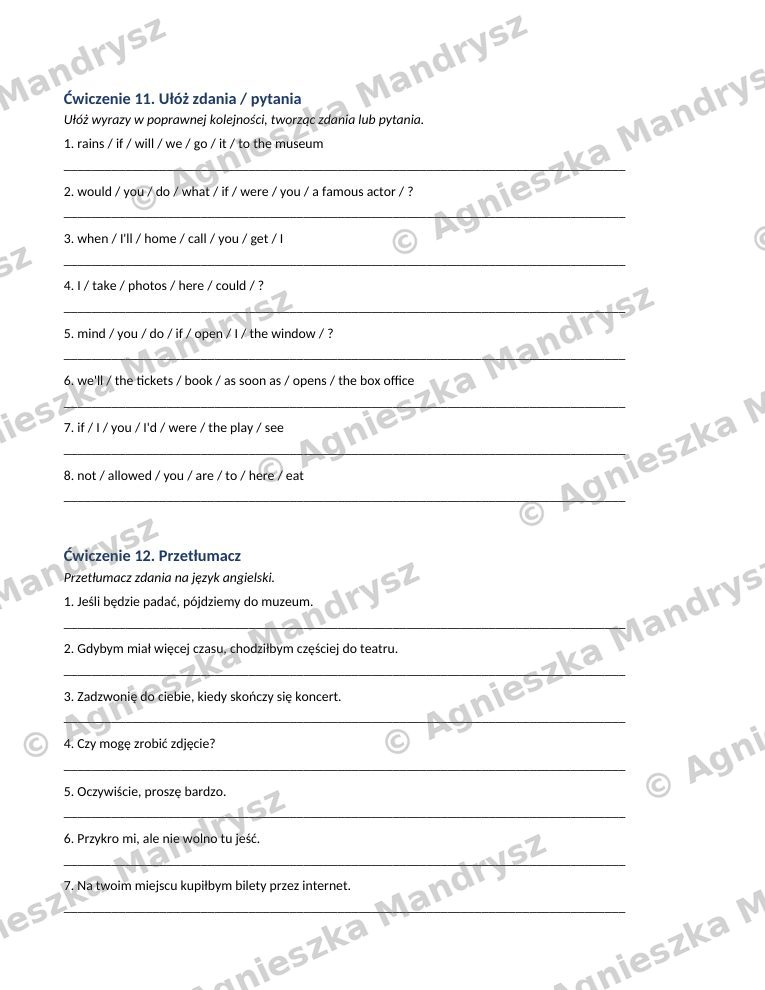 Ćwiczenie 11. Ułóż zdania / pytania
Ułóż wyrazy w poprawnej kolejności, tworząc zdania lub pytania.
1. rains / if / will / we / go / it / to the museum
2. would / you / do / what / if / were / you / a famous actor / ?
3. when / I'll / home / call / you / get / I
4. I / take / photos / here / could / ?
5. mind / you / do / if / open / I / the window / ?
6. we'll / the tickets / book / as soon as / opens / the box office
7. if / I / you / I'd / were / the play / see
8. not / allowed / you / are / to / here / eat
Ćwiczenie 12. Przetłumacz
Przetłumacz zdania na język angielski.
1. Jeśli będzie padać, pójdziemy do muzeum.
2. Gdybym miał więcej czasu, chodziłbym częściej do teatru.
3. Zadzwonię do ciebie, kiedy skończy się koncert.
4. Czy mogę zrobić zdjęcie?
5. Oczywiście, proszę bardzo.
6. Przykro mi, ale nie wolno tu jeść.
7. Na twoim miejscu kupiłbym bilety przez internet.
© Agnieszka Mandrysz